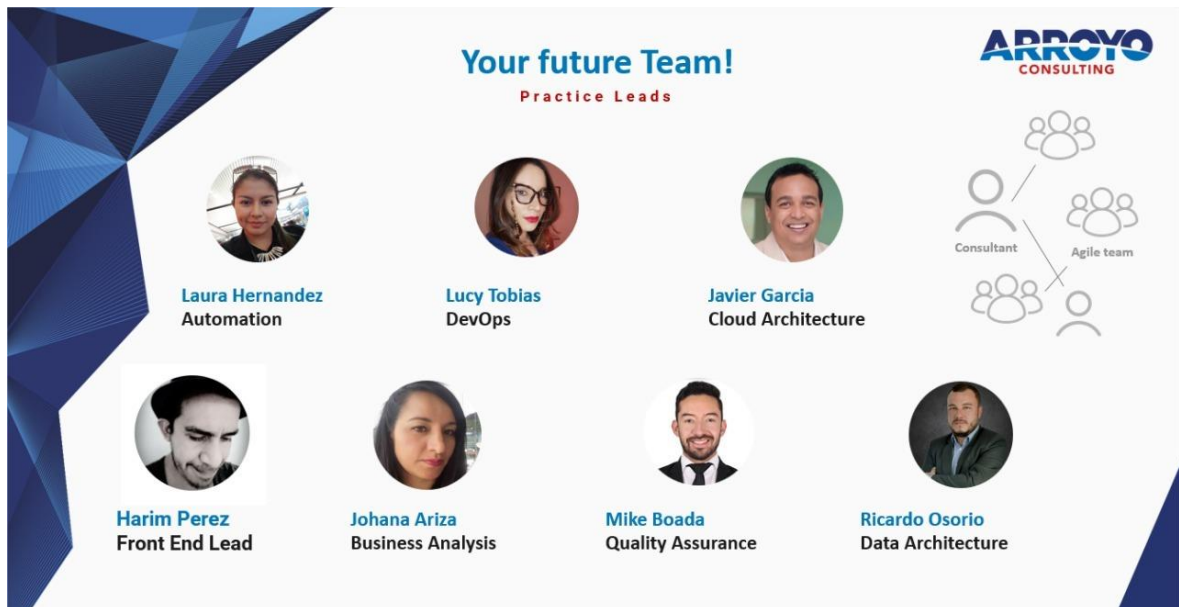 Your future Team!
Practice Leads
ARROYO
CONSULTING
Consultant
Agile team
Laura Hernandez
Automation
Lucy Tobias
DevOps
Javier Garcia
Cloud Architecture
Harim Perez
Front End Lead
Johana Ariza
Business Analysis
Mike Boada
Quality Assurance
Ricardo Osorio
Data Architecture